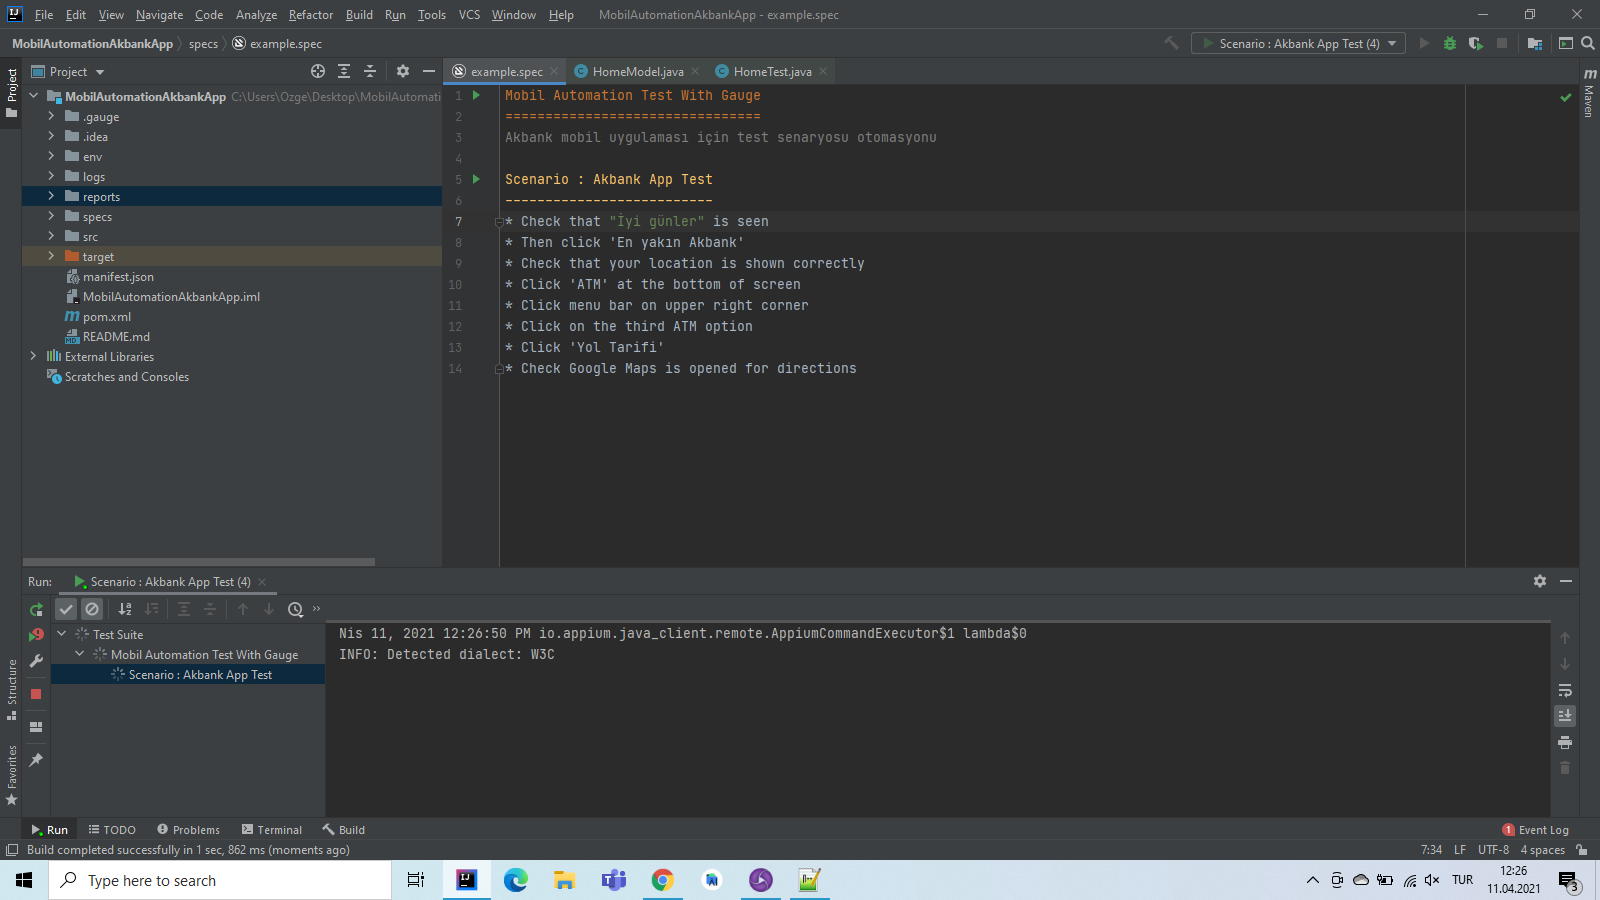 File Edit View Navigate Code Analyze Refactor Build Run Tools VCS Window Help MobilAutomationAkbankApp - example.spec
MobilAutomationAkbankApp specs example.spec Scenario : Akbank App Test (4)
Project example.spec HomeModel.java HomeTest.java
Project
Maven
MobilAutomationAkbankApp C:\Users\Ozge\Desktop\MobilAutomati
.gauge
.idea
env
logs
reports
specs
src
target
manifest.json
MobilAutomationAkbankApp.iml
pom.xml
README.md
External Libraries
Scratches and Consoles
1 Mobil Automation Test With Gauge
2 ================================
3 Akbank mobil uygulaması için test senaryosu otomasyonu
4
5 Scenario : Akbank App Test
6 --------------------------
7 * Check that "İyi günler" is seen
8 * Then click 'En yakın Akbank'
9 * Check that your location is shown correctly
10 * Click 'ATM' at the bottom of screen
11 * Click menu bar on upper right corner
12 * Click on the third ATM option
13 * Click 'Yol Tarifi'
14 * Check Google Maps is opened for directions
Run: Scenario : Akbank App Test (4)
Test Suite
Mobil Automation Test With Gauge
Scenario : Akbank App Test
Nis 11, 2021 12:26:50 PM io.appium.java_client.remote.AppiumCommandExecutor$1 lambda$0
INFO: Detected dialect: W3C
Structure
Favorites
Run TODO Problems Terminal Build 1 Event Log
Build completed successfully in 1 sec, 862 ms (moments ago) 7:34 LF UTF-8 4 spaces
Type here to search TUR 12:26
11.04.2021 3